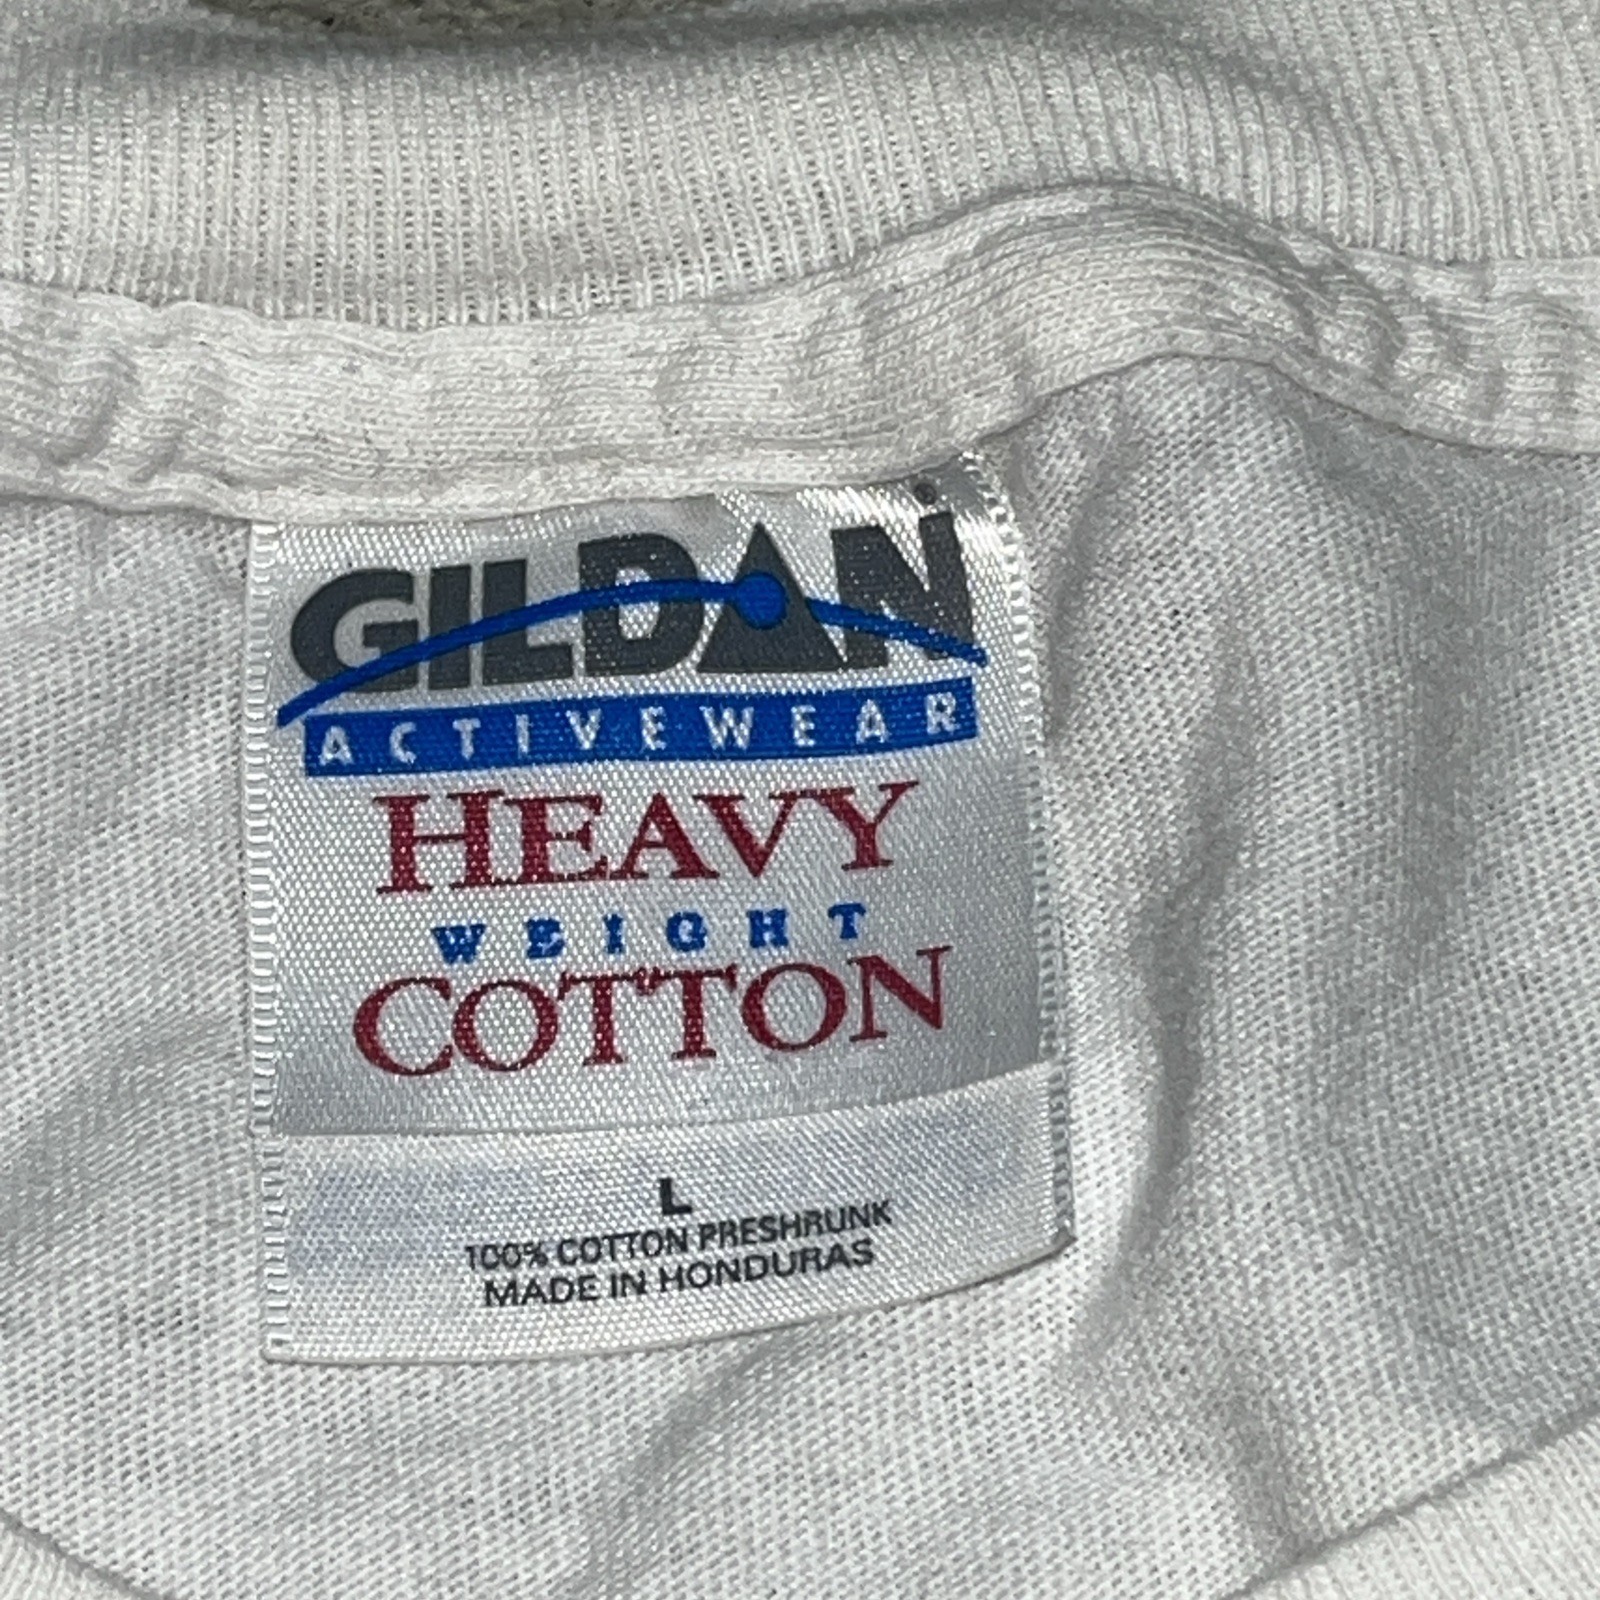 GILDAN
ACTIVEWEAR
HEAVY
WEIGHT
COTTON
L
100% COTTON PRESHRUNK
MADE IN HONDURAS